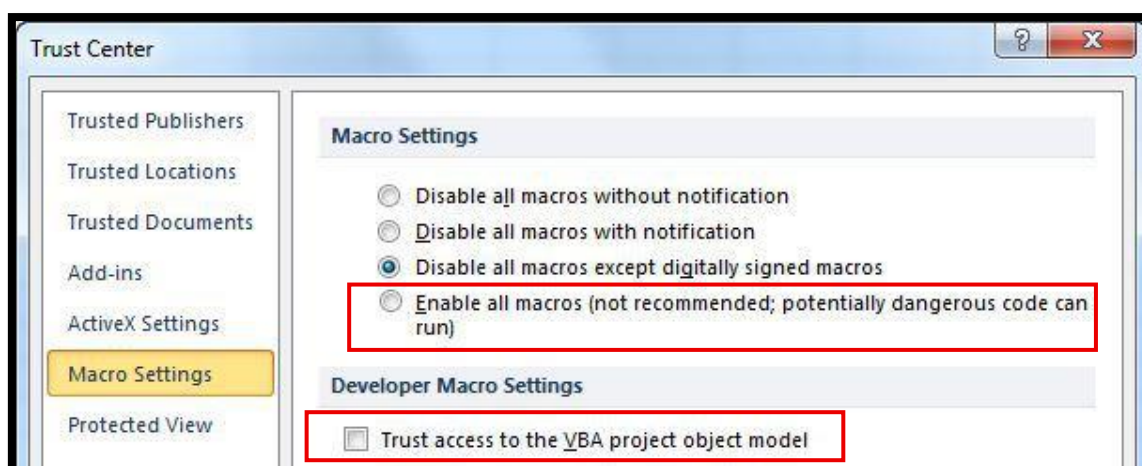 Trust Center
Trusted Publishers
Trusted Locations
Trusted Documents
Add-ins
ActiveX Settings
Macro Settings
Protected View
Macro Settings
Disable all macros without notification
Disable all macros with notification
Disable all macros except digitally signed macros
Enable all macros (not recommended; potentially dangerous code can
run)
Developer Macro Settings
Trust access to the VBA project object model